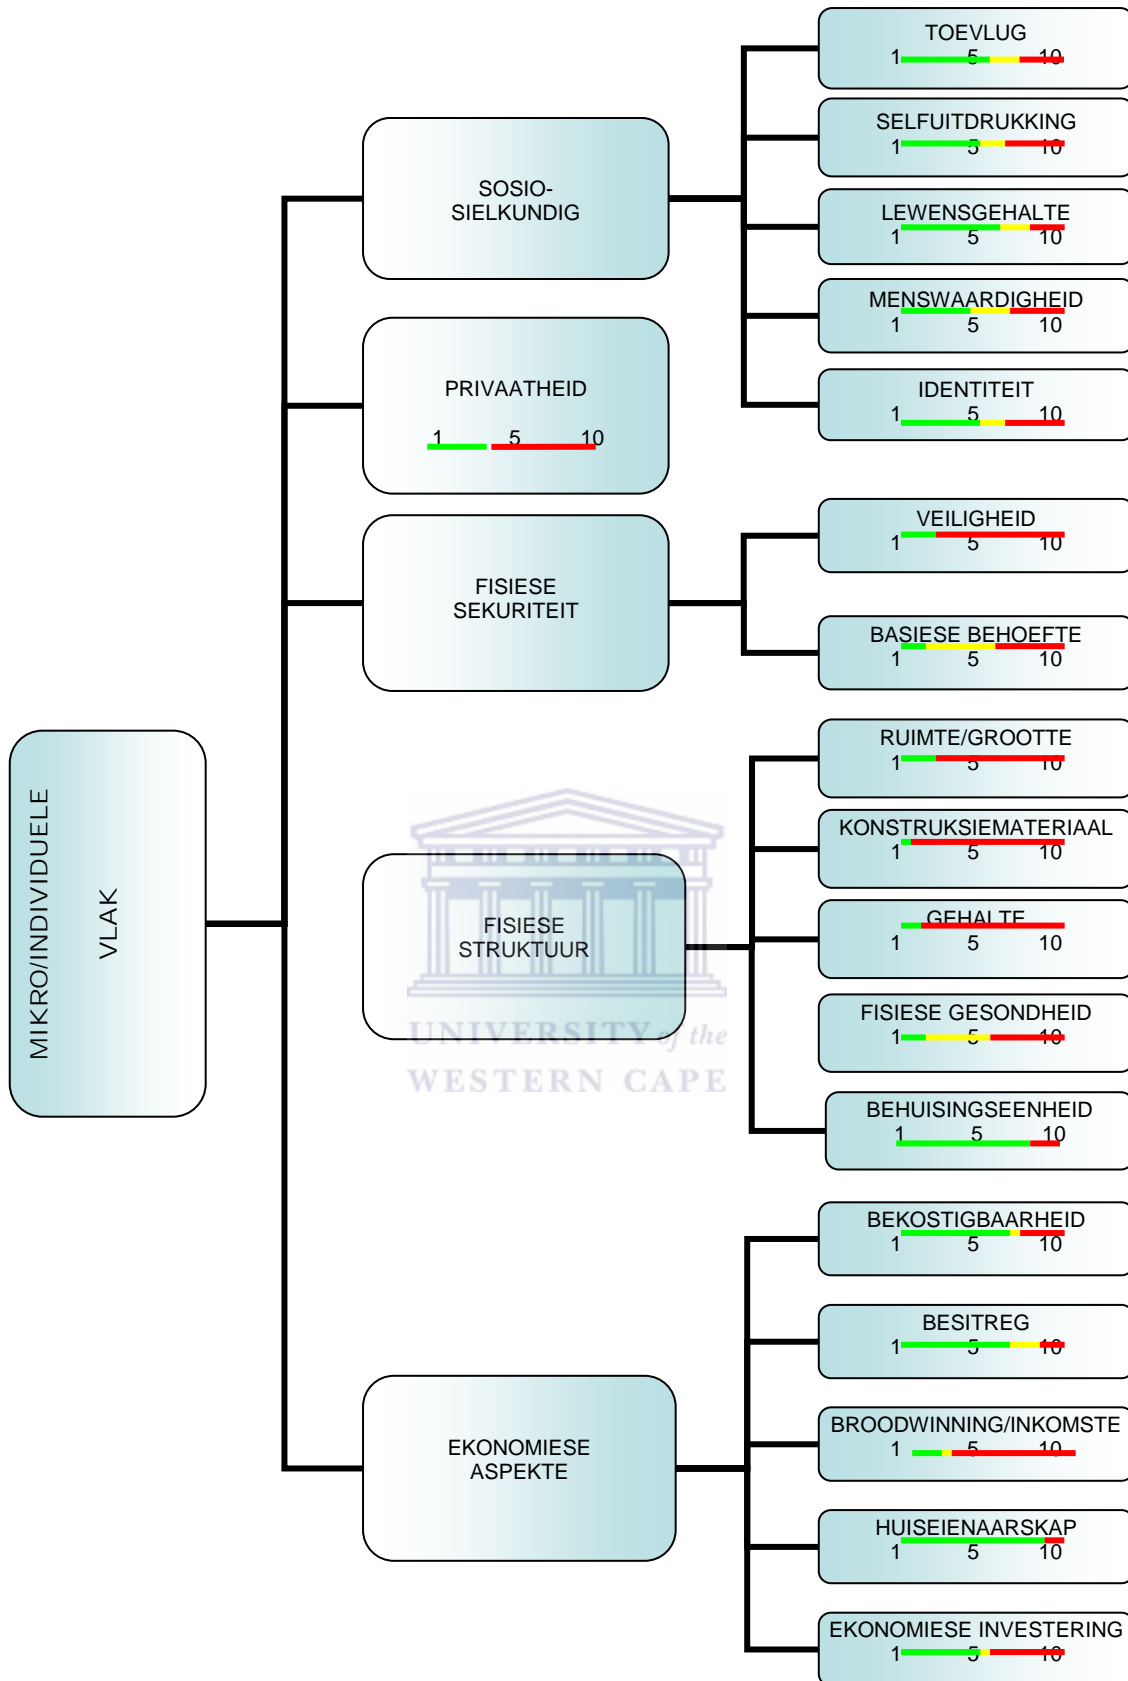 TOEVLUG
1 5 10
SELFUITDRUKKING
1 5 10
SOSIO-
SIELKUNDIG
LEWENSGEHALTE
1 5 10
MENSWAARDIGHEID
1 5 10
IDENTITEIT
1 5 10
PRIVAATHEID
1 5 10
VEILIGHEID
1 5 10
FISIESE
SEKURITEIT
BASIESE BEHOEFTE
1 5 10
MIKRO/INDIVIDUELE
VLAK
RUIMTE/GROOTTE
1 5 10
KONSTRUKSIEMATERIAAL
1 5 10
FISIESE
STRUKTUUR
GEHALTE
1 5 10
FISIESE GESONDHEID
1 5 10
UNIVERSITY of the
WESTERN CAPE
BEHUISINGSEENHEID
1 5 10
BEKOSTIGBAARHEID
1 5 10
BESITREG
1 5 10
EKONOMIESE
ASPEKTE
BROODWINNING/INKOMSTE
1 5 10
HUISEIENAARSKAP
1 5 10
EKONOMIESE INVESTERING
1 5 10